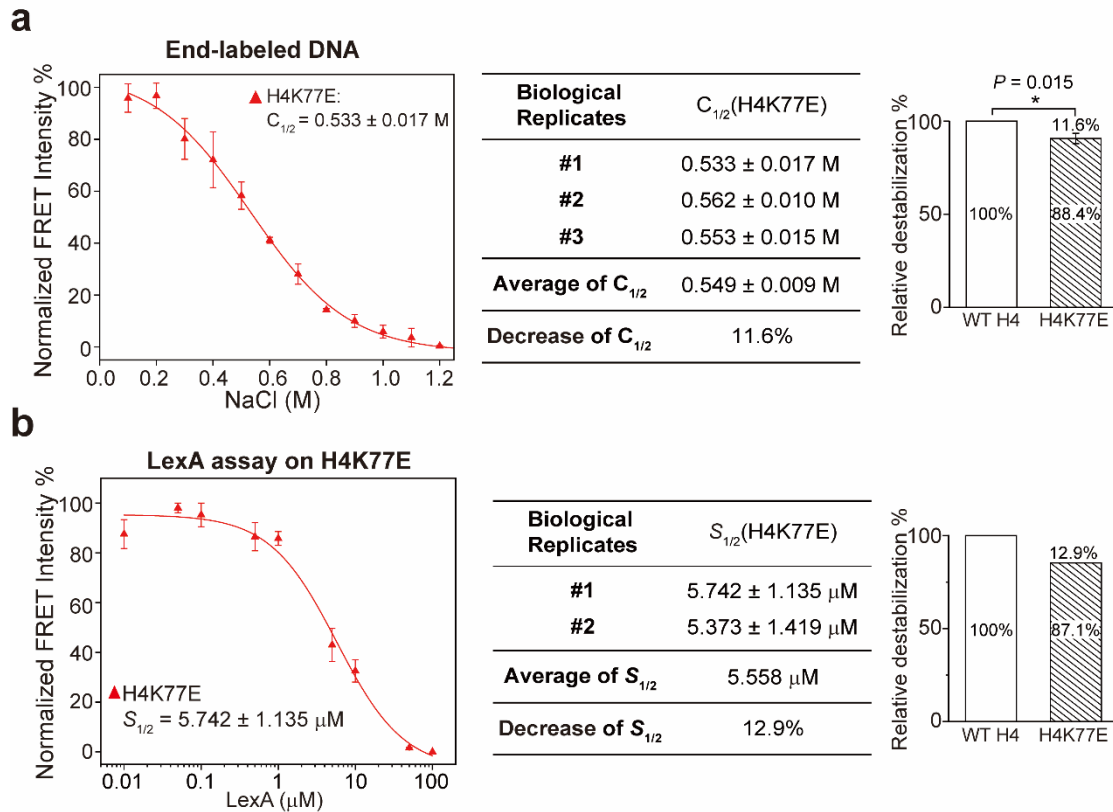 a
End-labeled DNA
Normalized FRET Intensity %
100
80
60
40
20
0
▲ H4K77E:
C1/2 = 0.533 ± 0.017 M
0.0 0.2 0.4 0.6 0.8 1.0 1.2
NaCl (M)
Biological
Replicates
C1/2(H4K77E)
#1 0.533 ± 0.017 M
#2 0.562 ± 0.010 M
#3 0.553 ± 0.015 M
Average of C1/2 0.549 ± 0.009 M
Decrease of C1/2 11.6%
Relative destabilization %
P = 0.015
*
100
50
0
11.6%
100%
88.4%
WT H4 H4K77E
b
LexA assay on H4K77E
Normalized FRET Intensity %
100
80
60
40
20
0
▲ H4K77E
S1/2 = 5.742 ± 1.135 μM
0.01 0.1 1 10 100
LexA (μM)
Biological
Replicates
S1/2(H4K77E)
#1 5.742 ± 1.135 μM
#2 5.373 ± 1.419 μM
Average of S1/2 5.558 μM
Decrease of S1/2 12.9%
Relative destabilization %
100
50
0
12.9%
100%
87.1%
WT H4 H4K77E